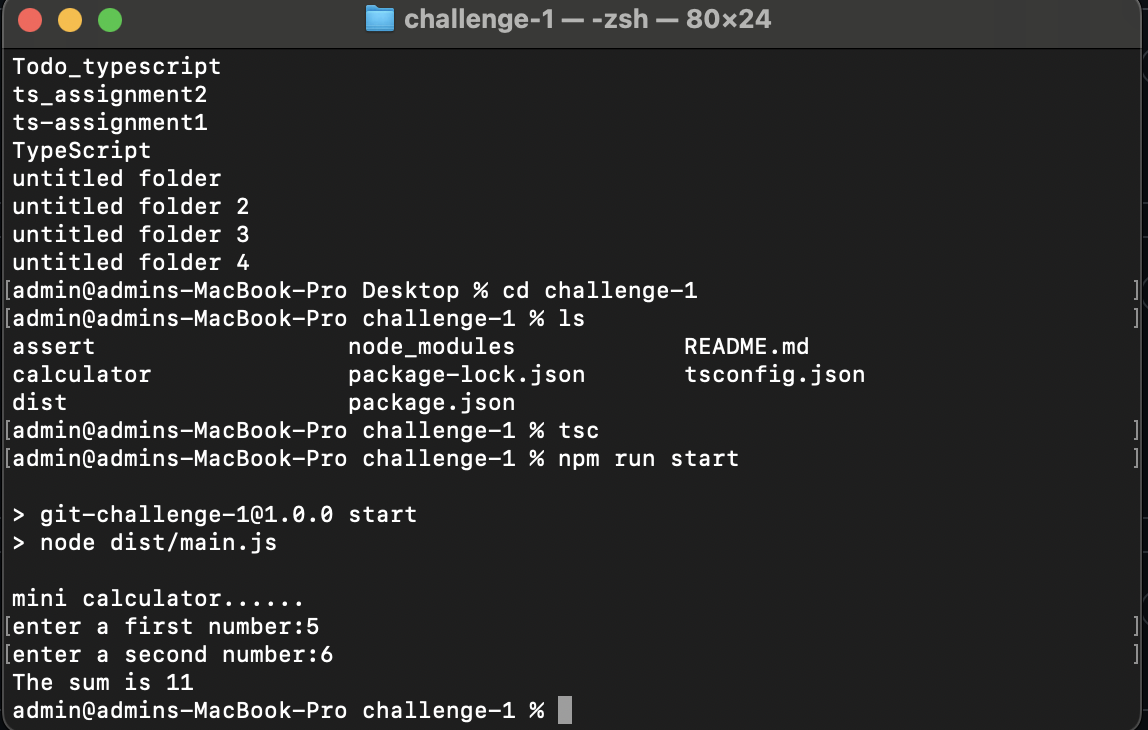 challenge-1 — -zsh — 80×24
Todo_typescript
ts_assignment2
ts-assignment1
TypeScript
untitled folder
untitled folder 2
untitled folder 3
untitled folder 4
[admin@admins-MacBook-Pro Desktop % cd challenge-1 ]
[admin@admins-MacBook-Pro challenge-1 % ls ]
assert node_modules README.md
calculator package-lock.json tsconfig.json
dist package.json
[admin@admins-MacBook-Pro challenge-1 % tsc ]
[admin@admins-MacBook-Pro challenge-1 % npm run start ]
> git-challenge-1@1.0.0 start
> node dist/main.js
mini calculator......
[enter a first number:5 ]
[enter a second number:6 ]
The sum is 11
admin@admins-MacBook-Pro challenge-1 %